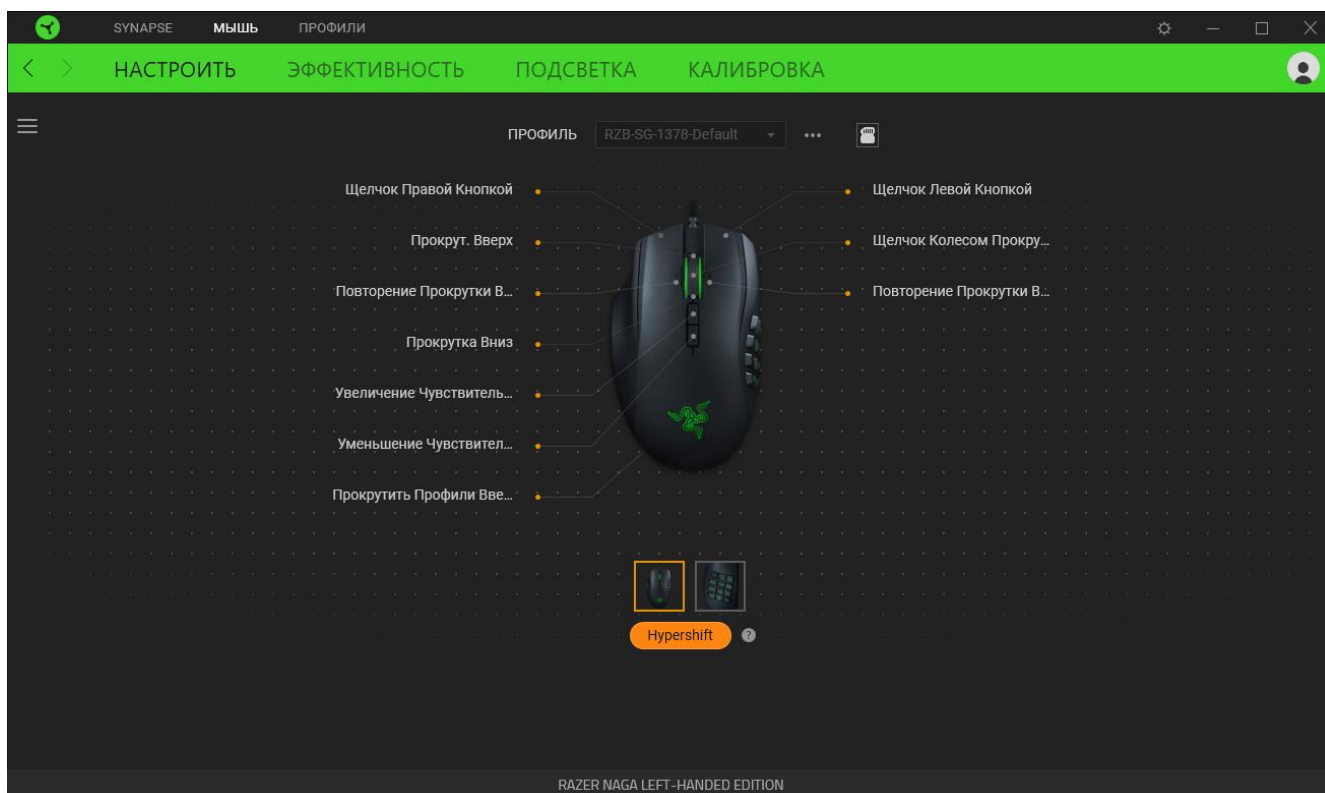 SYNAPSE МЫШЬ ПРОФИЛИ
НАСТРОИТЬ ЭФФЕКТИВНОСТЬ ПОДСВЕТКА КАЛИБРОВКА
ПРОФИЛЬ RZB-SG-1378-Default
Щелчок Правой Кнопкой
Щелчок Левой Кнопкой
Прокрут. Вверх
Щелчок Колесом Прокру...
Повторение Прокрутки В...
Повторение Прокрутки В...
Прокрутка Вниз
Увеличение Чувствитель...
Уменьшение Чувствител...
Прокрутить Профили Вве...
Hypershift ?
RAZER NAGA LEFT-HANDED EDITION